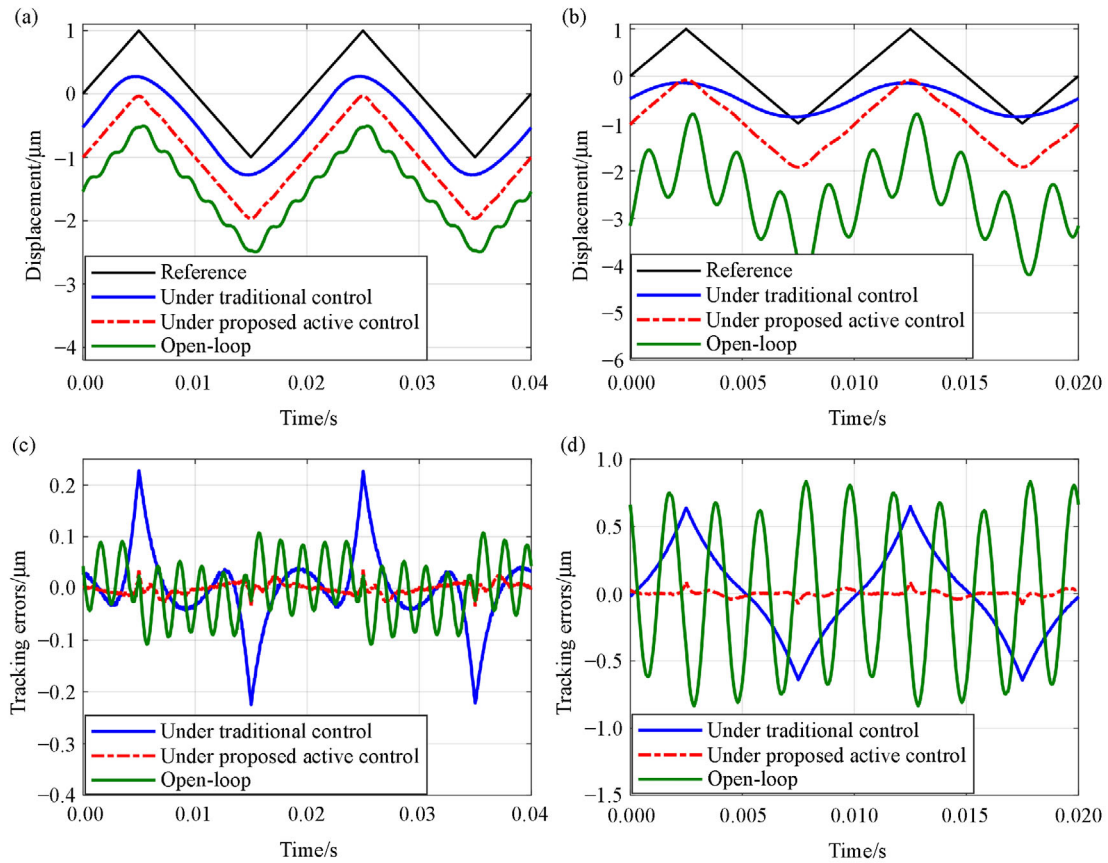 (a)
1
0
−1
−2
−3
−4
Displacement/μm
Reference
Under traditional control
Under proposed active control
Open-loop
0.00 0.01 0.02 0.03 0.04
Time/s
(b)
1
0
−1
−2
−3
−4
−5
−6
Displacement/μm
Reference
Under traditional control
Under proposed active control
Open-loop
0.000 0.005 0.010 0.015 0.020
Time/s
(c)
0.2
0.1
0.0
−0.1
−0.2
−0.3
−0.4
Tracking errors/μm
Under traditional control
Under proposed active control
Open-loop
0.00 0.01 0.02 0.03 0.04
Time/s
(d)
1.0
0.5
0.0
−0.5
−1.0
−1.5
Tracking errors/μm
Under traditional control
Under proposed active control
Open-loop
0.000 0.005 0.010 0.015 0.020
Time/s